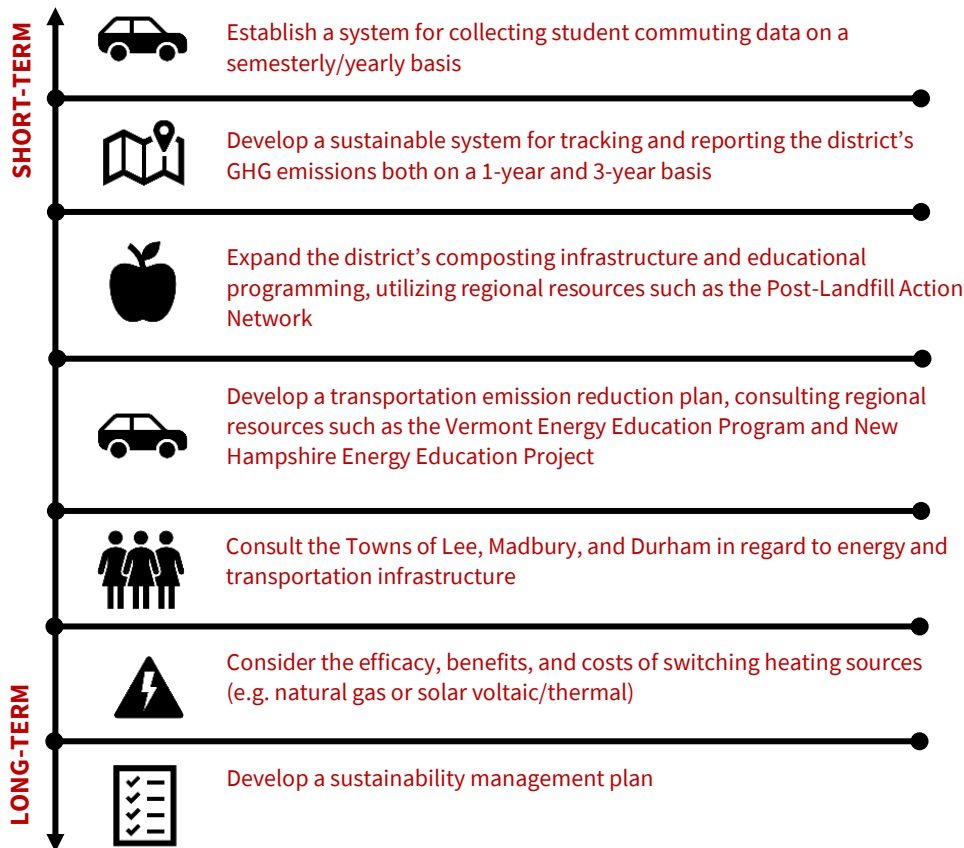 SHORT-TERM
Establish a system for collecting student commuting data on a
semesterly/yearly basis
Develop a sustainable system for tracking and reporting the district’s
GHG emissions both on a 1-year and 3-year basis
Expand the district’s composting infrastructure and educational
programming, utilizing regional resources such as the Post-Landfill Action
Network
Develop a transportation emission reduction plan, consulting regional
resources such as the Vermont Energy Education Program and New
Hampshire Energy Education Project
Consult the Towns of Lee, Madbury, and Durham in regard to energy and
transportation infrastructure
Consider the efficacy, benefits, and costs of switching heating sources
(e.g. natural gas or solar voltaic/thermal)
LONG-TERM
Develop a sustainability management plan